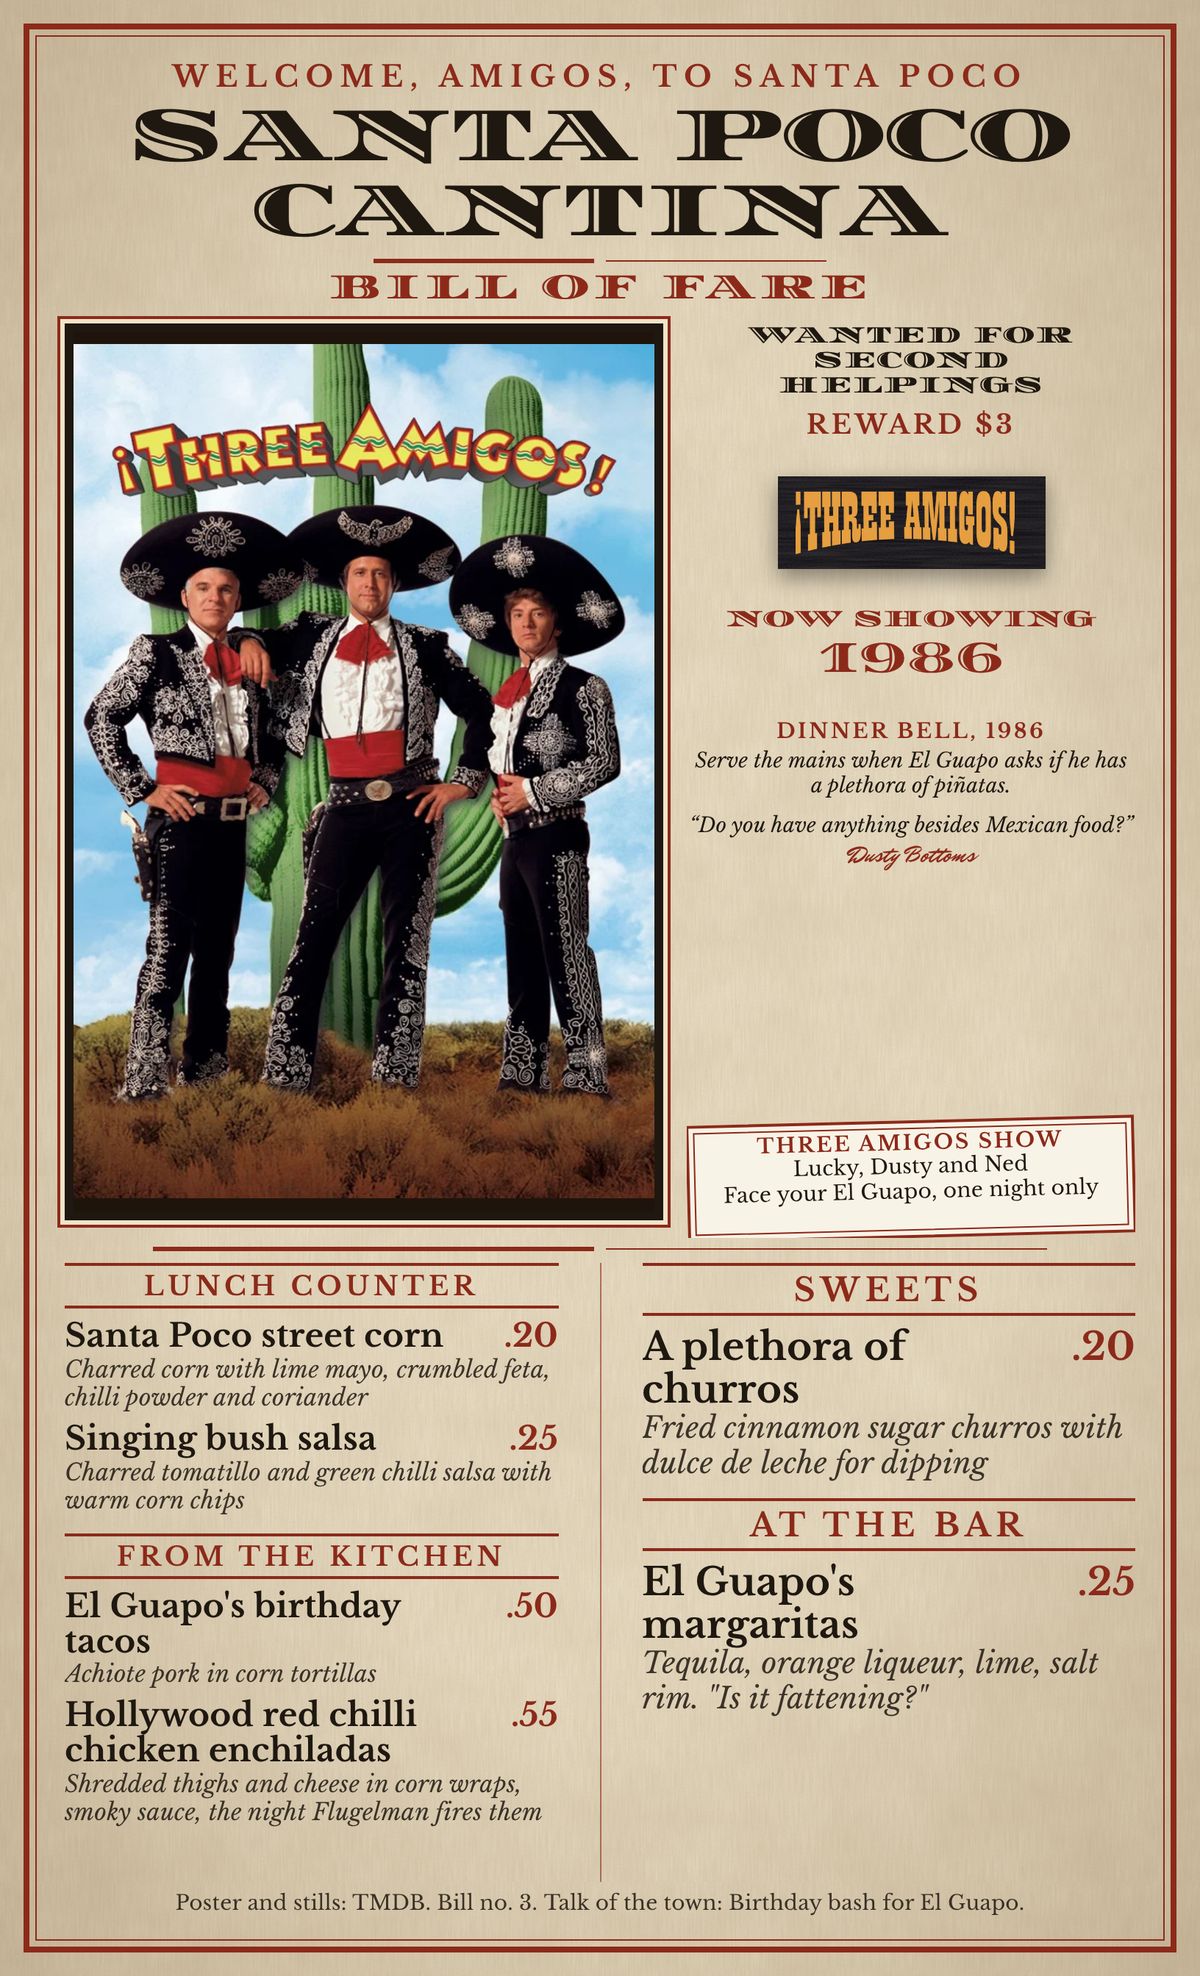 WELCOME, AMIGOS, TO SANTA POCO
SANTA POCO
CANTINA
BILL OF FARE
¡THREE AMIGOS!
WANTED FOR
SECOND
HELPINGS
REWARD $3
¡THREE AMIGOS!
NOW SHOWING
1986
DINNER BELL, 1986
Serve the mains when El Guapo asks if he has
a plethora of piñatas.
“Do you have anything besides Mexican food?”
Dusty Bottoms
THREE AMIGOS SHOW
Lucky, Dusty and Ned
Face your El Guapo, one night only
LUNCH COUNTER
Santa Poco street corn .20
Charred corn with lime mayo, crumbled feta,
chilli powder and coriander
Singing bush salsa .25
Charred tomatillo and green chilli salsa with
warm corn chips
FROM THE KITCHEN
El Guapo's birthday .50
tacos
Achiote pork in corn tortillas
Hollywood red chilli .55
chicken enchiladas
Shredded thighs and cheese in corn wraps,
smoky sauce, the night Flugelman fires them
SWEETS
A plethora of .20
churros
Fried cinnamon sugar churros with
dulce de leche for dipping
AT THE BAR
El Guapo's .25
margaritas
Tequila, orange liqueur, lime, salt
rim. "Is it fattening?"
Poster and stills: TMDB. Bill no. 3. Talk of the town: Birthday bash for El Guapo.